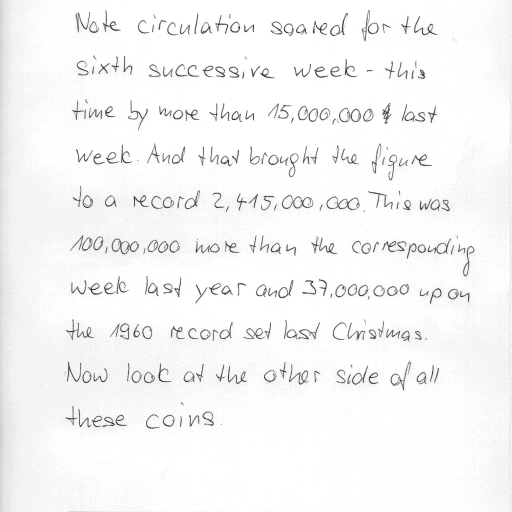 Note circulation soared for the
sixth successive week - this
time by more than 15,000,000 last
week. And that brought the figure
to a record 2,415,000,000. This was
100,000,000 more than the corresponding
week last year and 37,000,000 up on
the 1960 record set last Christmas.
Now look at the other side of all
these coins.